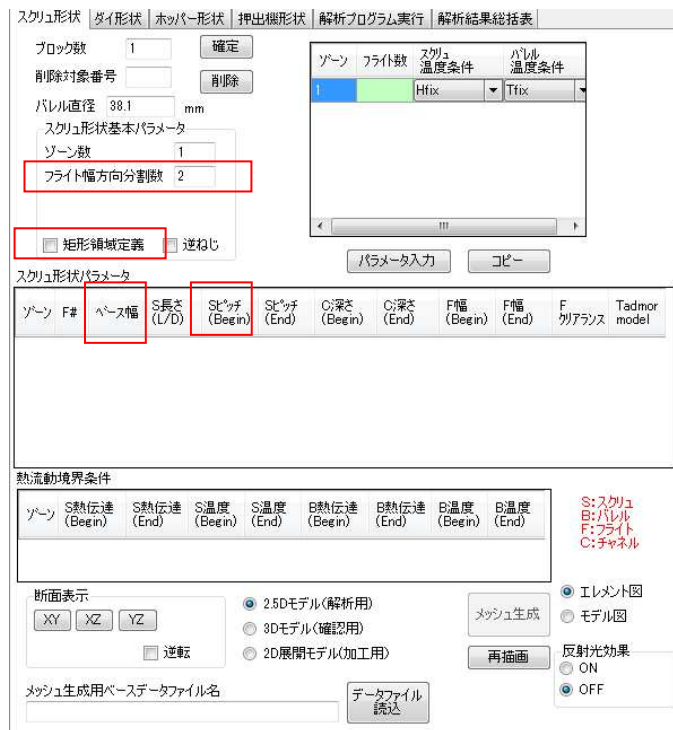 スクリュ形状 ダイ形状 ホッパー形状 押出機形状 解析プログラム実行 解析結果総括表
ブロック数 1 確定
削除対象番号 削除
バレル直径 38.1 mm
スクリュ形状基本パラメータ
ゾーン数 1
フライト幅方向分割数 2
矩形領域定義 逆ねじ
ゾーン フライト数 スクリュ温度条件 バレル温度条件
1 Hfix Tfix
パラメータ入力 コピー
スクリュ形状パラメータ
ゾーン F# ベース幅 S長さ(L/D) Sピッチ(Begin) Sピッチ(End) C深さ(Begin) C深さ(End) F幅(Begin) F幅(End) Fクリアランス Tadmor model
熱流動境界条件
ゾーン S熱伝達(Begin) S熱伝達(End) S温度(Begin) S温度(End) B熱伝達(Begin) B熱伝達(End) B温度(Begin) B温度(End)
S:スクリュ
B:バレル
F:フライト
C:チャネル
断面表示
XY XZ YZ
逆転
2.5Dモデル(解析用)
3Dモデル(確認用)
2D展開モデル(加工用)
メッシュ生成
再描画
エレメント図
モデル図
反射光効果
ON
OFF
メッシュ生成用ベースデータファイル名
データファイル読込